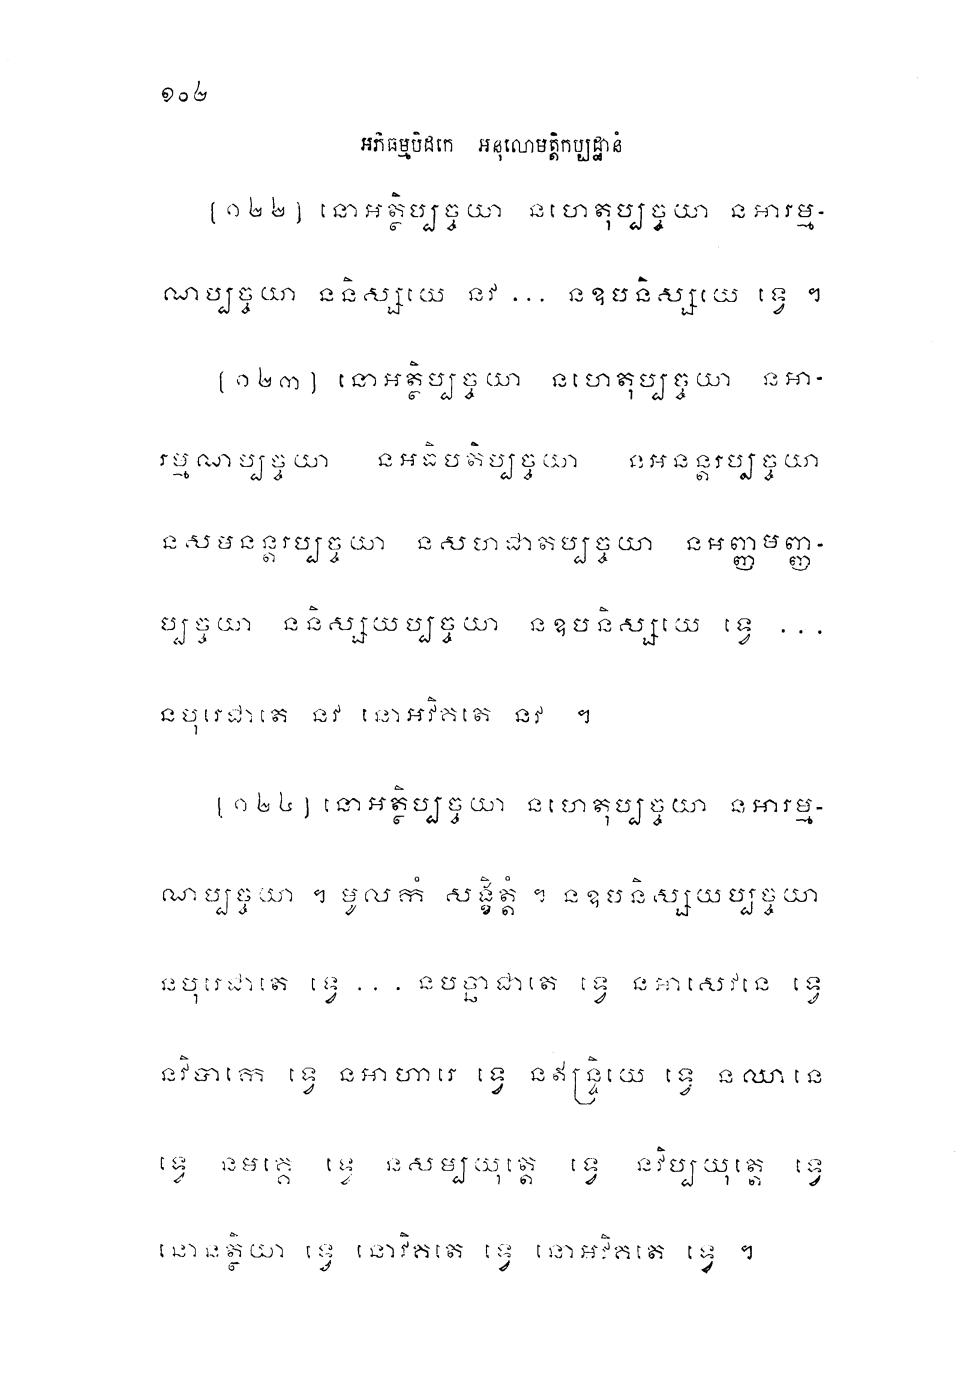 ១០៤
អភិធម្មបិដកេ អនុលោមត្តិកប្បដ្ឋានំ
[១២២] នោអត្ថិប្បច្ចយា នហេតុប្បច្ចយា នអារម្ម-
ណប្បច្ចយា ននិស្សយេ នវ ... នឧបនិស្សយេ ទ្វេ ។
[១២៣] នោអត្ថិប្បច្ចយា នហេតុប្បច្ចយា នអា-
រម្មណប្បច្ចយា នអធិបតិប្បច្ចយា នអនន្តរប្បច្ចយា
នសមនន្តរប្បច្ចយា នសហជាតប្បច្ចយា នអញ្ញមញ្ញ-
ប្បច្ចយា ននិស្សយប្បច្ចយា នឧបនិស្សយេ ទ្វេ ...
នបុរេជាតេ នវ នោអវិគតេ នវ ។
[១២៤] នោអត្ថិប្បច្ចយា នហេតុប្បច្ចយា នអារម្ម-
ណប្បច្ចយា ។ មូលកំ សង្ខិត្តំ ។ នឧបនិស្សយប្បច្ចយា
នបុរេជាតេ ទ្វេ ... នបច្ឆាជាតេ ទ្វេ នអាសេវនេ ទ្វេ
នវិបាកេ ទ្វេ នអាហារេ ទ្វេ នឥន្ទ្រិយេ ទ្វេ នឈានេ
ទ្វេ នមគ្គេ ទ្វេ នសម្បយុត្តេ ទ្វេ នវិប្បយុត្តេ ទ្វេ
នោនត្ថិយា ទ្វេ នោវិគតេ ទ្វេ នោអវិគតេ ទ្វេ ។